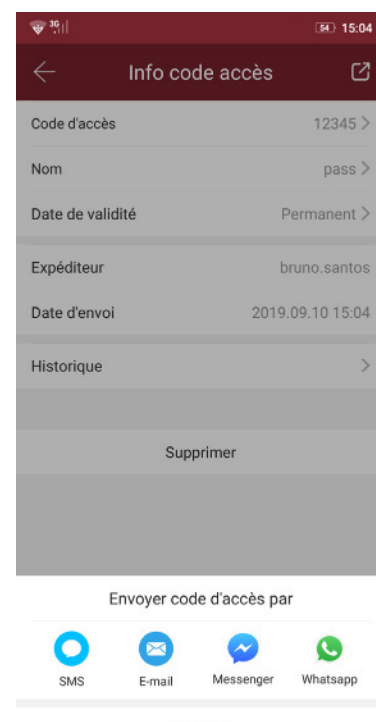 3G 54 15:04
Info code accès
Code d'accès 12345
Nom pass
Date de validité Permanent
Expéditeur bruno.santos
Date d'envoi 2019.09.10 15:04
Historique
Supprimer
Envoyer code d'accès par
SMS E-mail Messenger Whatsapp